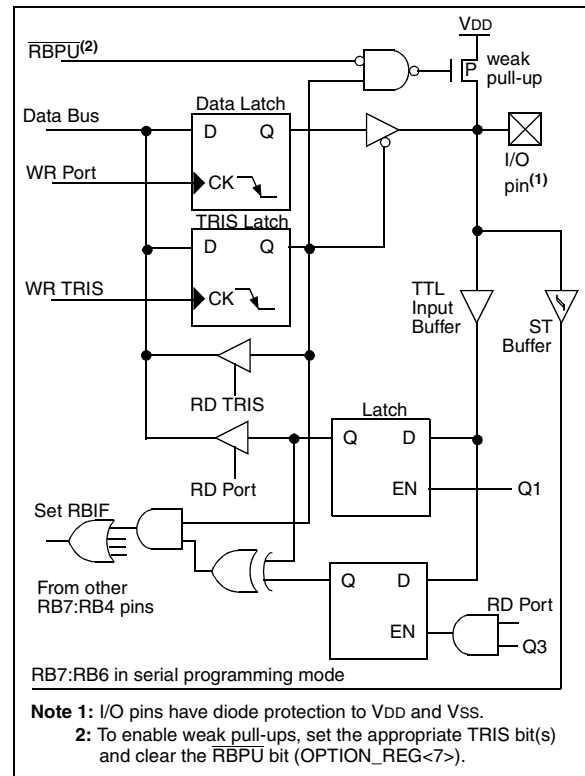 VDD
RBPU(2)
P
weak
pull-up
Data Latch
Data Bus
D
Q
I/O
pin(1)
WR Port
CK
TRIS Latch
D
Q
WR TRIS
CK
TTL
Input
Buffer
ST
Buffer
RD TRIS
Latch
Q
D
RD Port
EN
Q1
Set RBIF
From other
RB7:RB4 pins
Q
D
RD Port
EN
Q3
RB7:RB6 in serial programming mode
Note 1: I/O pins have diode protection to VDD and VSS.
2: To enable weak pull-ups, set the appropriate TRIS bit(s)
and clear the RBPU bit (OPTION_REG<7>).